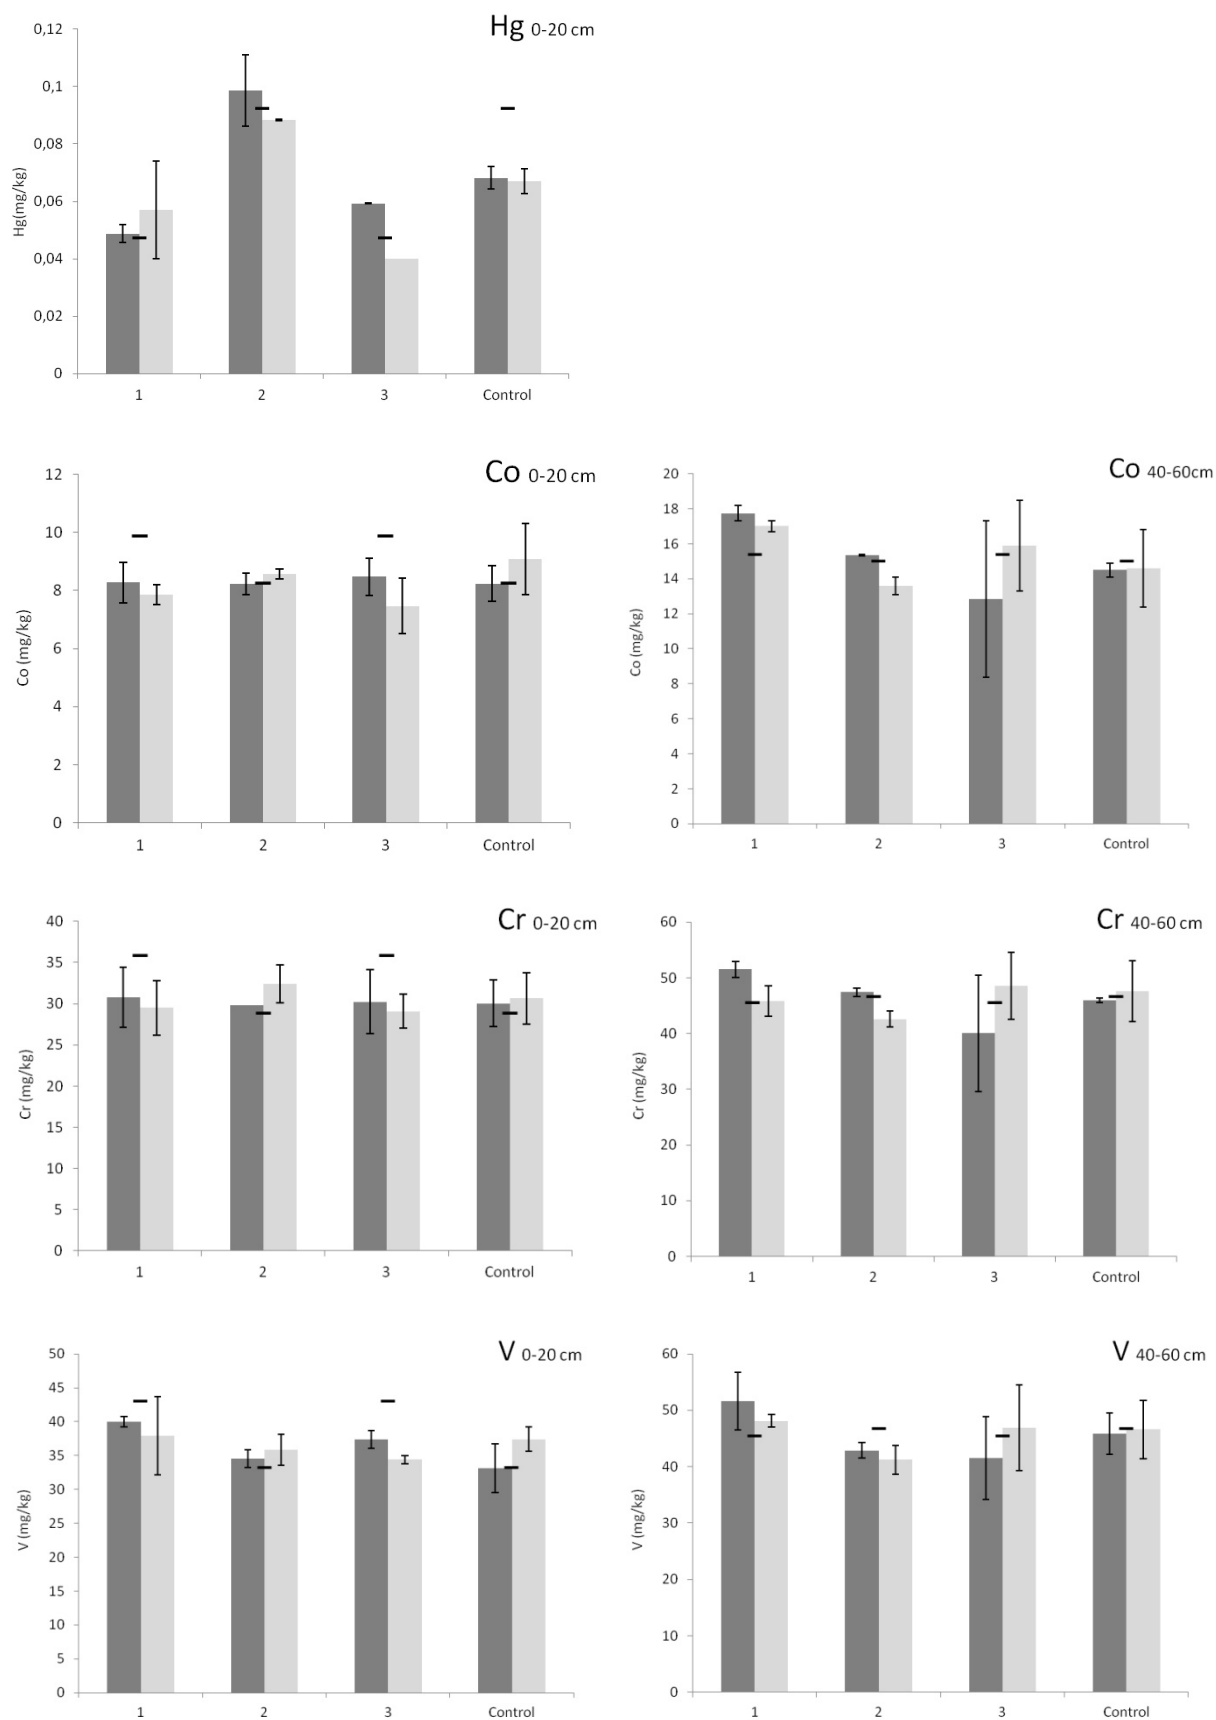 Hg 0-20 cm
0,12
0,1
0,08
0,06
0,04
0,02
0
Hg(mg/kg)
1 2 3 Control
Co 0-20 cm
12
10
8
6
4
2
0
Co (mg/kg)
1 2 3 Control
Co 40-60cm
20
18
16
14
12
10
8
6
4
2
0
Co (mg/kg)
1 2 3 Control
Cr 0-20 cm
40
35
30
25
20
15
10
5
0
Cr (mg/kg)
1 2 3 Control
Cr 40-60 cm
60
50
40
30
20
10
0
Cr (mg/kg)
1 2 3 Control
V 0-20 cm
50
45
40
35
30
25
20
15
10
5
0
V (mg/kg)
1 2 3 Control
V 40-60 cm
60
50
40
30
20
10
0
V (mg/kg)
1 2 3 Control